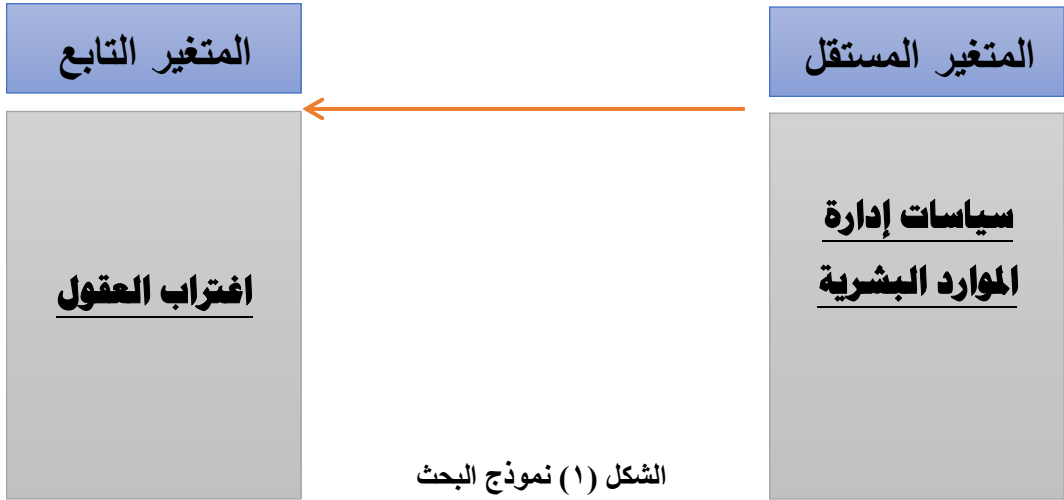 المتغير المستقل
المتغير التابع
سياسات إدارة
الموارد البشرية
اغتراب العقول
الشكل (١) نموذج البحث